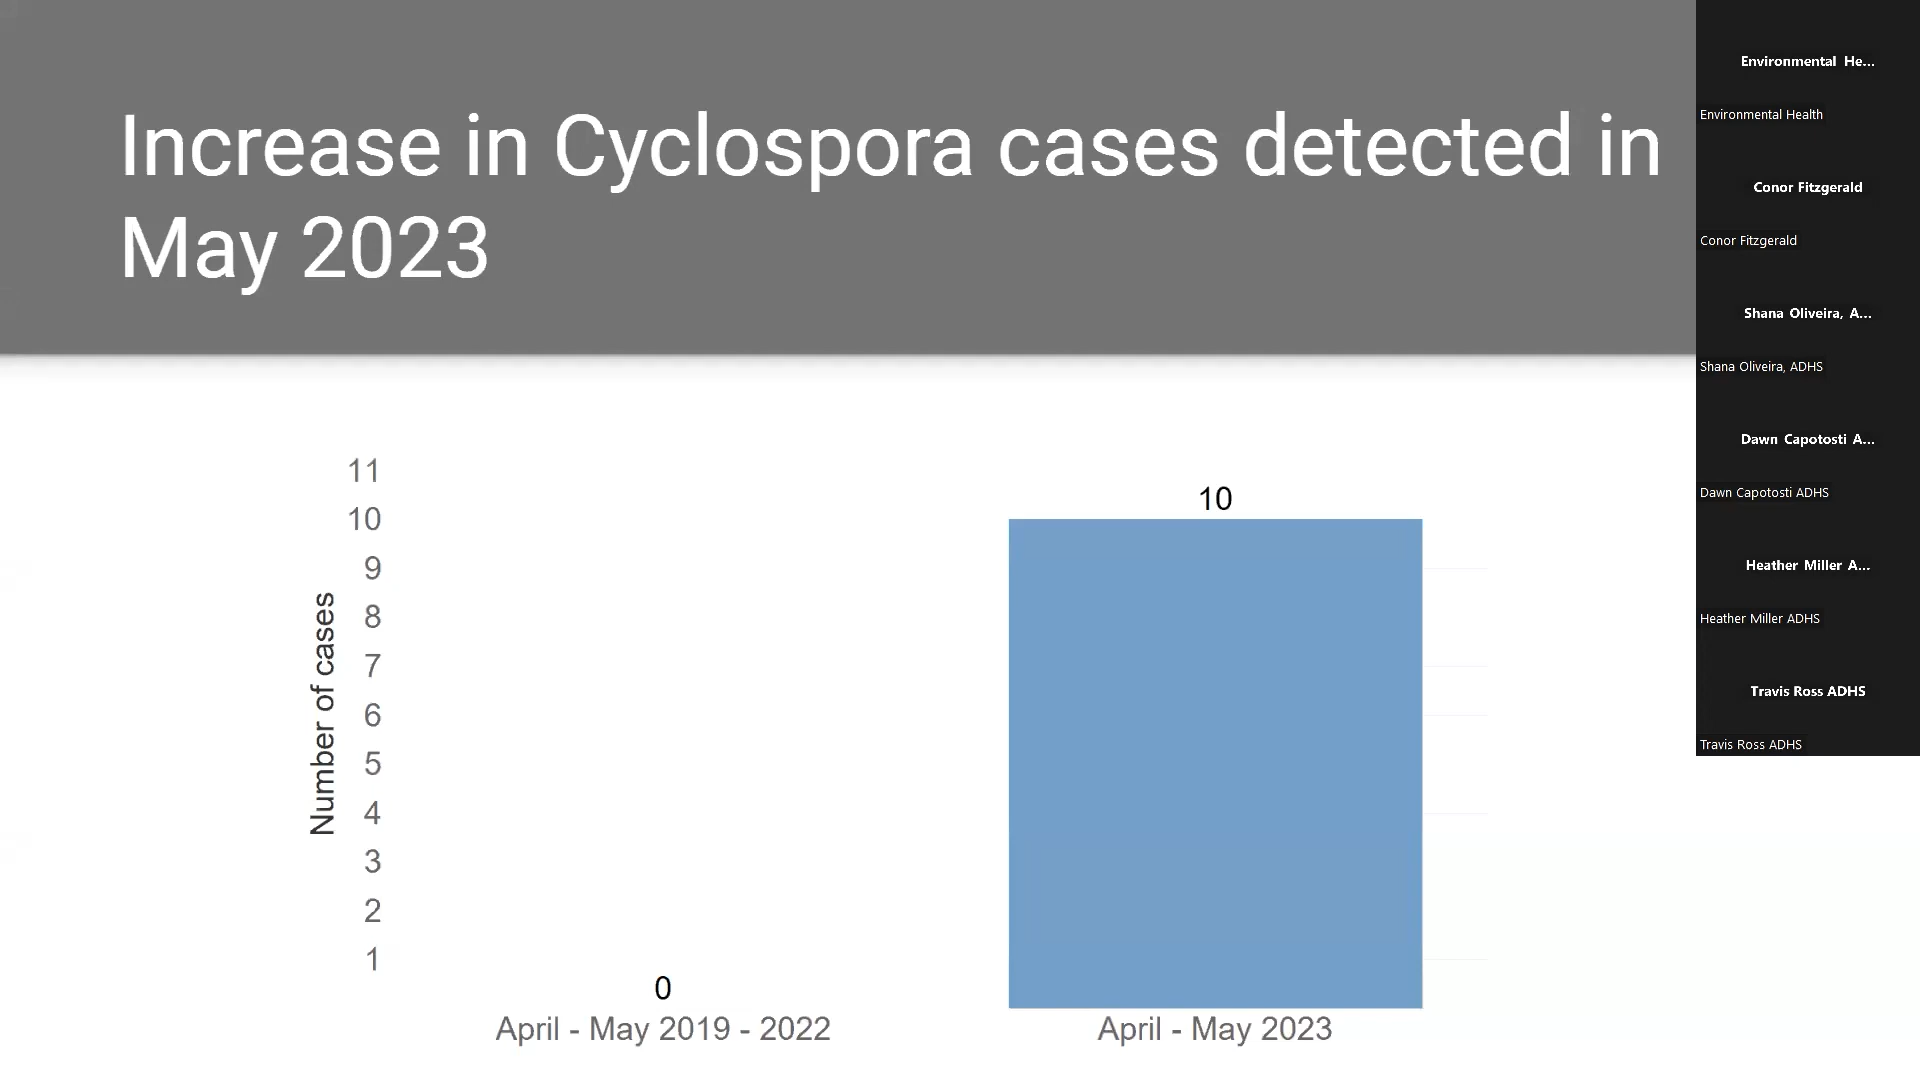 Increase in Cyclospora cases detected in
May 2023
Number of cases
11
10
9
8
7
6
5
4
3
2
1
0
10
April - May 2019 - 2022
April - May 2023
Environmental He...
Environmental Health
Conor Fitzgerald
Conor Fitzgerald
Shana Oliveira, A...
Shana Oliveira, ADHS
Dawn Capotosti A...
Dawn Capotosti ADHS
Heather Miller A...
Heather Miller ADHS
Travis Ross ADHS
Travis Ross ADHS